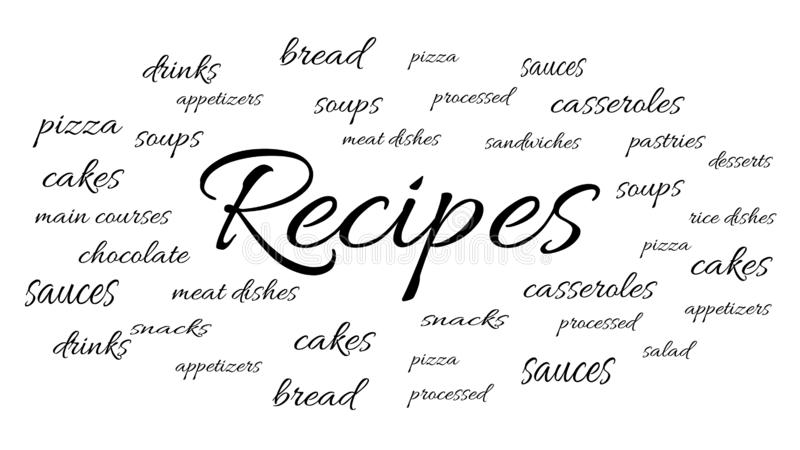 bread
pizza
drinks
sauces
appetizers
soups
processed
casseroles
pizza
soups
meat dishes
sandwiches
pastries
desserts
cakes
soups
Recipes
main courses
rice dishes
chocolate
pizza
cakes
sauces
meat dishes
casseroles
appetizers
snacks
snacks
processed
drinks
cakes
salad
appetizers
pizza
sauces
bread
processed